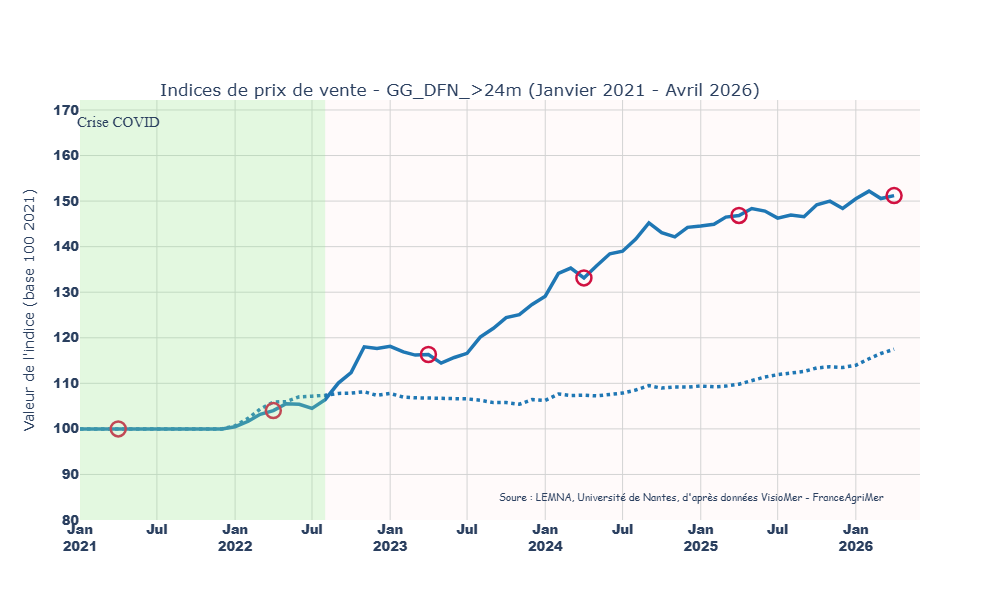 Indices de prix de vente - GG_DFN_>24m (Janvier 2021 - Avril 2026)
Crise COVID
Valeur de l'indice (base 100 2021)
170
160
150
140
130
120
110
100
90
80
Soure : LEMNA, Université de Nantes, d'après données VisioMer - FranceAgriMer
Jan Jul Jan Jul Jan Jul Jan Jul Jan Jul Jan
2021 2022 2023 2024 2025 2026